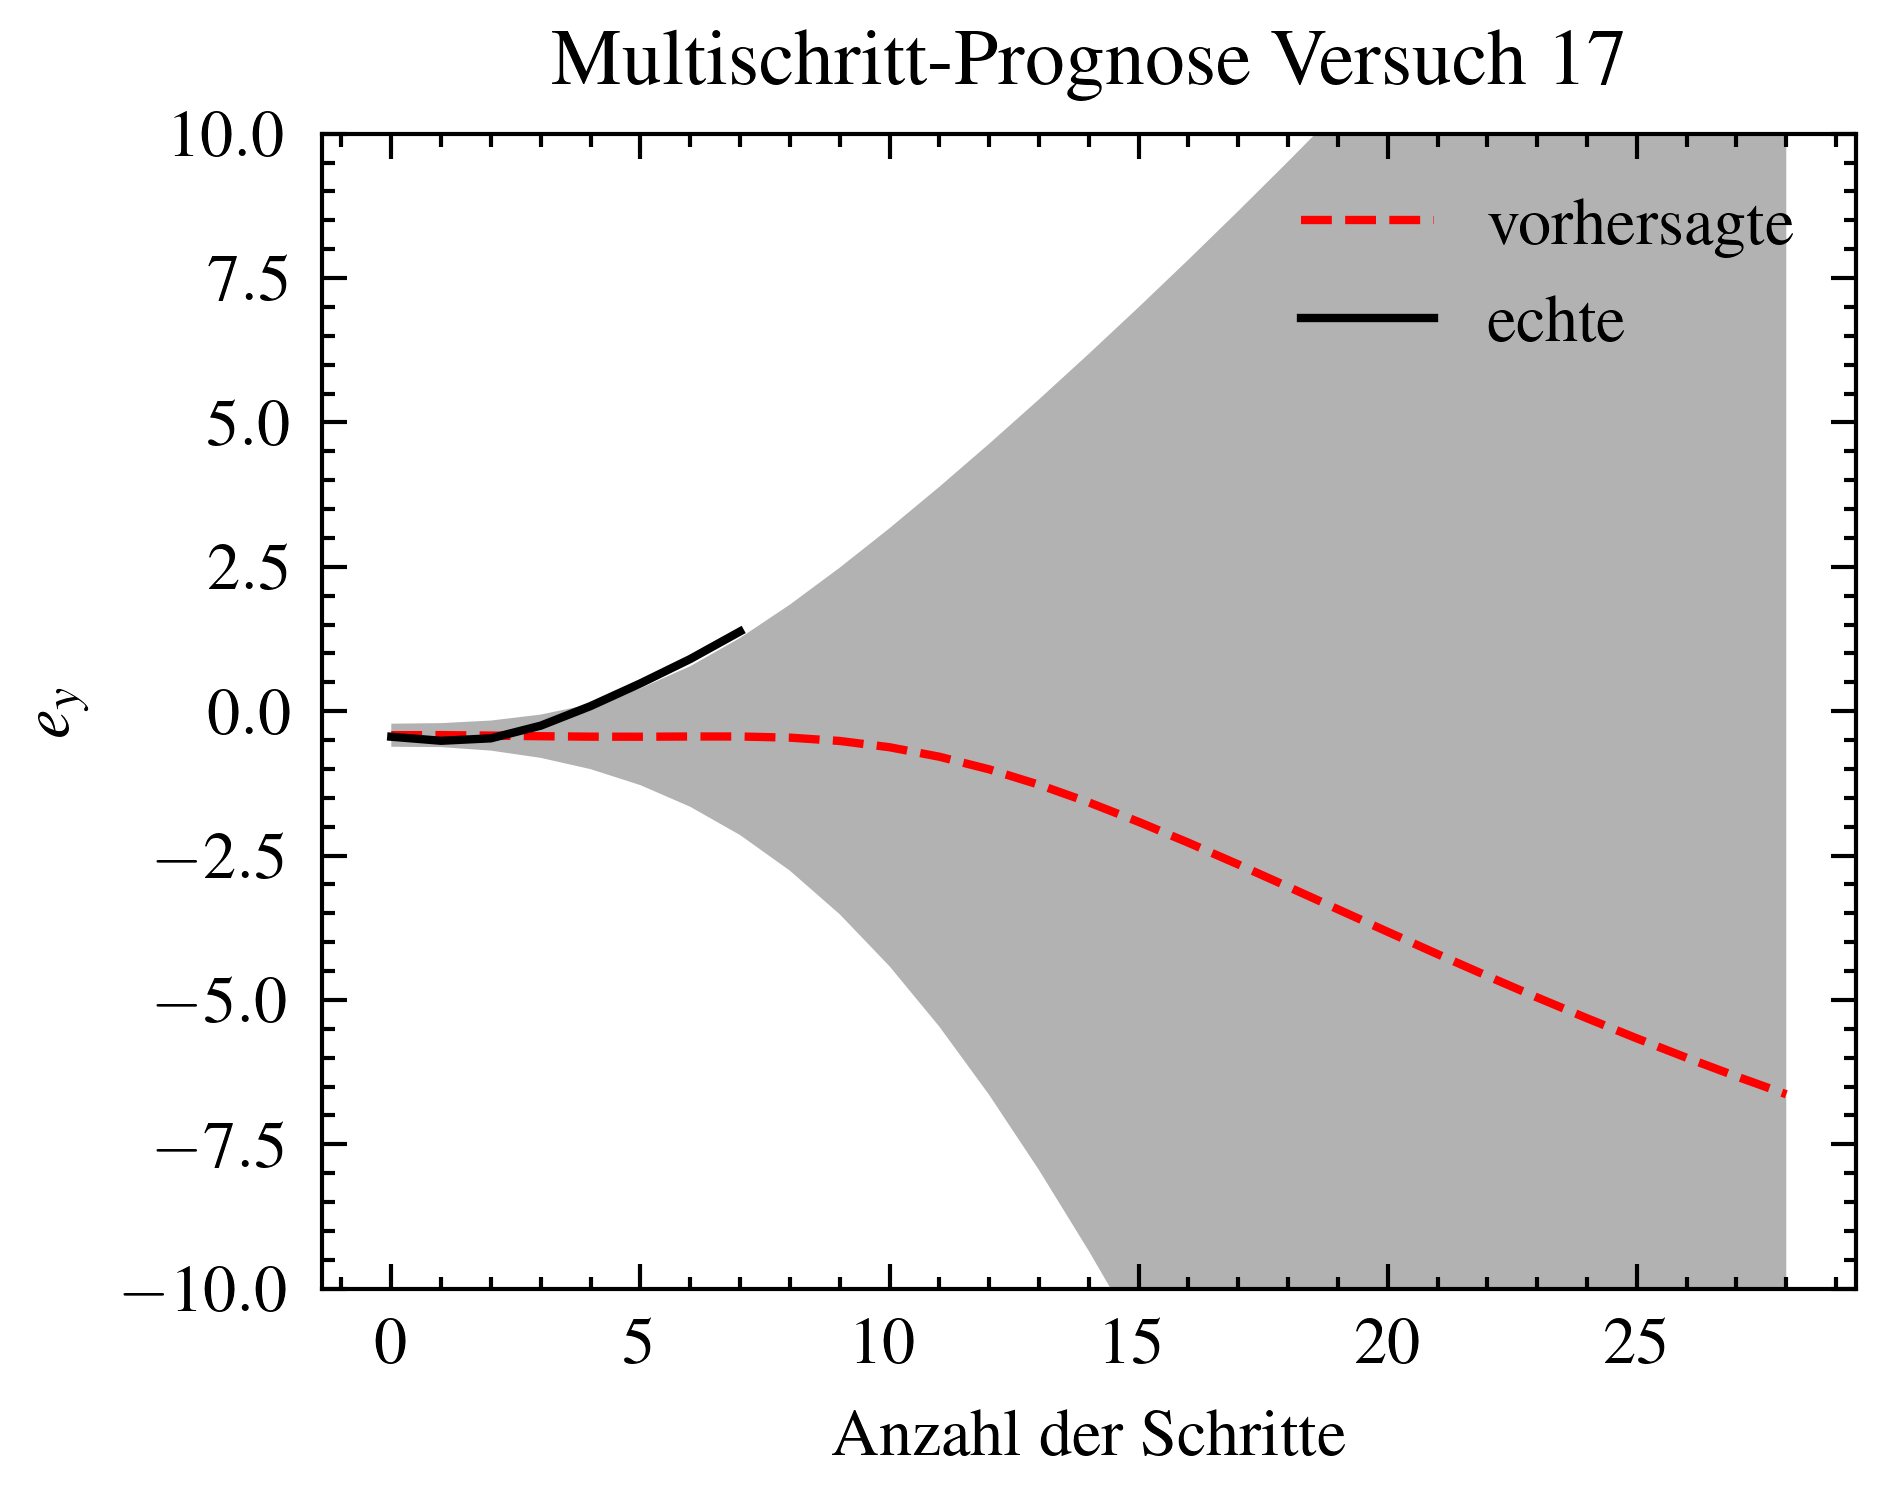 Multischritt-Prognose Versuch 17
10.0
7.5
5.0
2.5
0.0
−2.5
−5.0
−7.5
−10.0
e_y
vorhersagte
echte
0 5 10 15 20 25
Anzahl der Schritte